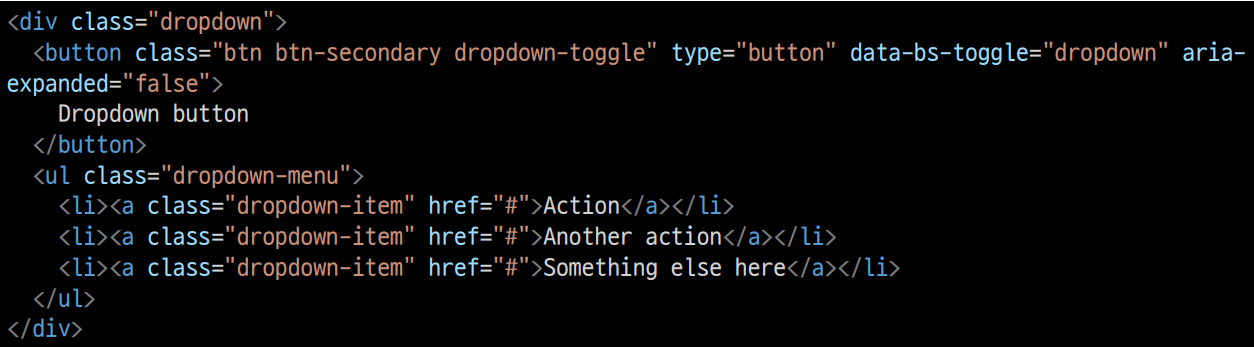 <div class="dropdown">
  <button class="btn btn-secondary dropdown-toggle" type="button" data-bs-toggle="dropdown" aria-
expanded="false">
    Dropdown button
  </button>
  <ul class="dropdown-menu">
    <li><a class="dropdown-item" href="#">Action</a></li>
    <li><a class="dropdown-item" href="#">Another action</a></li>
    <li><a class="dropdown-item" href="#">Something else here</a></li>
  </ul>
</div>